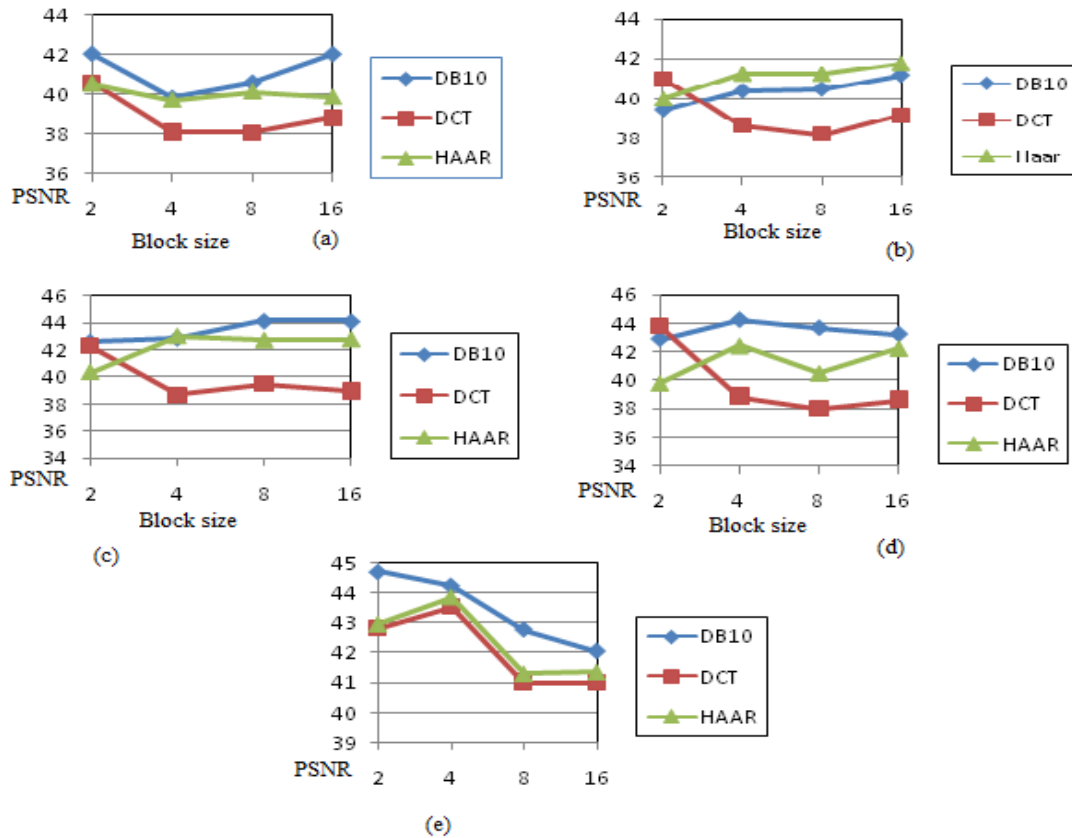 44
42
40
38
36
PSNR
2 4 8 16
Block size
(a)
DB10
DCT
HAAR
44
42
40
38
36
PSNR
2 4 8 16
Block size
(b)
DB10
DCT
Haar
46
44
42
40
38
36
34
PSNR
2 4 8 16
Block size
(c)
DB10
DCT
HAAR
46
44
42
40
38
36
34
PSNR
2 4 8 16
Block size
(d)
DB10
DCT
HAAR
45
44
43
42
41
40
39
PSNR
2 4 8 16
(e)
DB10
DCT
HAAR